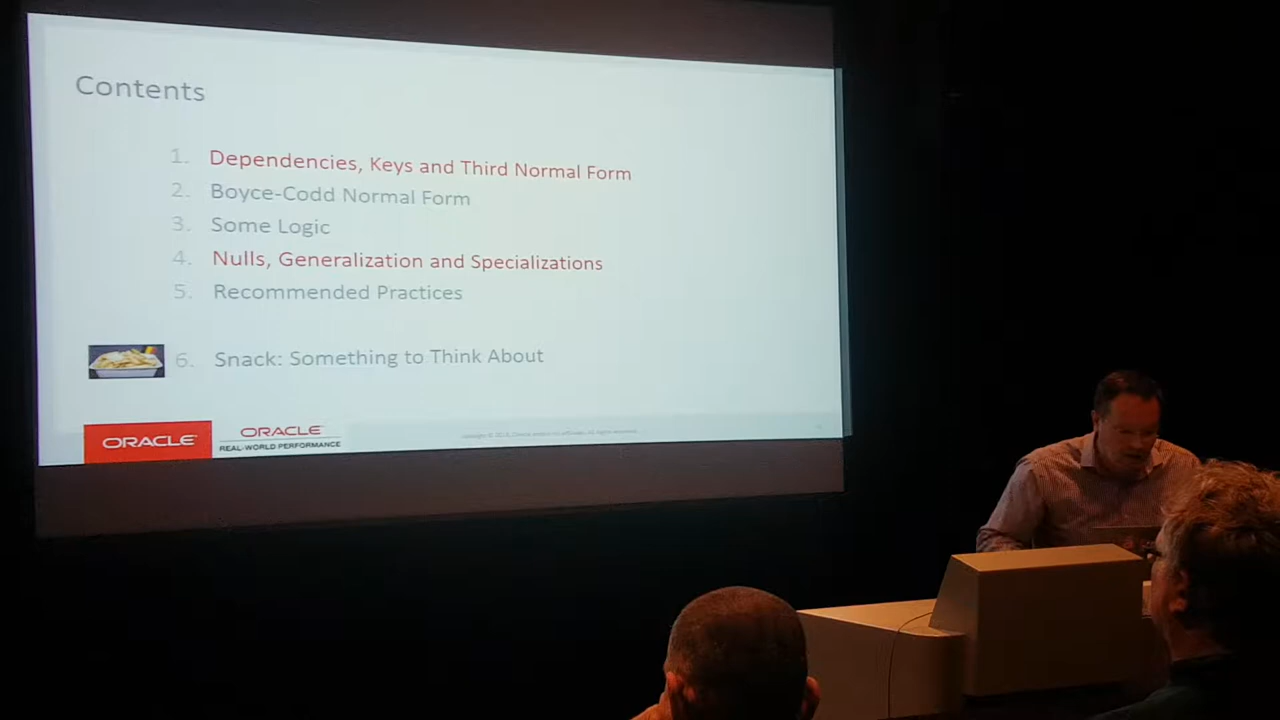 Contents
1. Dependencies, Keys and Third Normal Form
2. Boyce-Codd Normal Form
3. Some Logic
4. Nulls, Generalization and Specializations
5. Recommended Practices
6. Snack: Something to Think About
ORACLE
ORACLE
REAL-WORLD PERFORMANCE